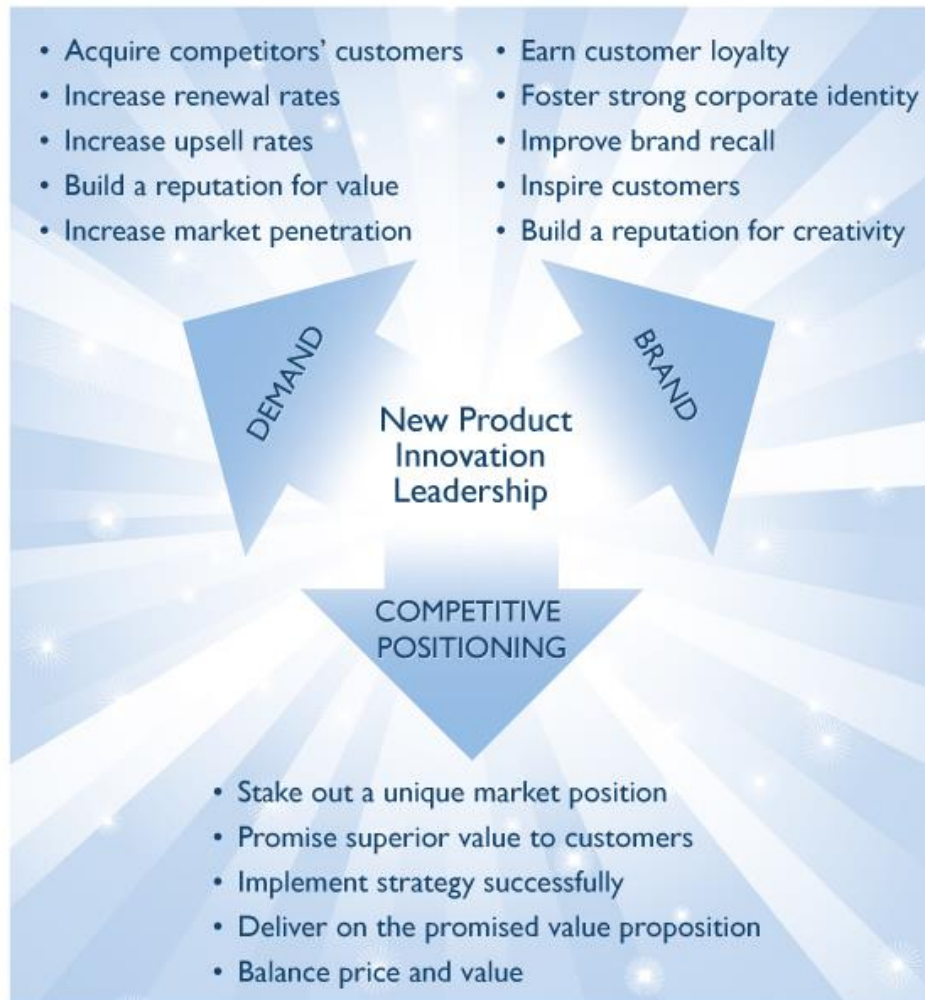 • Acquire competitors' customers
• Increase renewal rates
• Increase upsell rates
• Build a reputation for value
• Increase market penetration
• Earn customer loyalty
• Foster strong corporate identity
• Improve brand recall
• Inspire customers
• Build a reputation for creativity
DEMAND
BRAND
New Product
Innovation
Leadership
COMPETITIVE
POSITIONING
• Stake out a unique market position
• Promise superior value to customers
• Implement strategy successfully
• Deliver on the promised value proposition
• Balance price and value